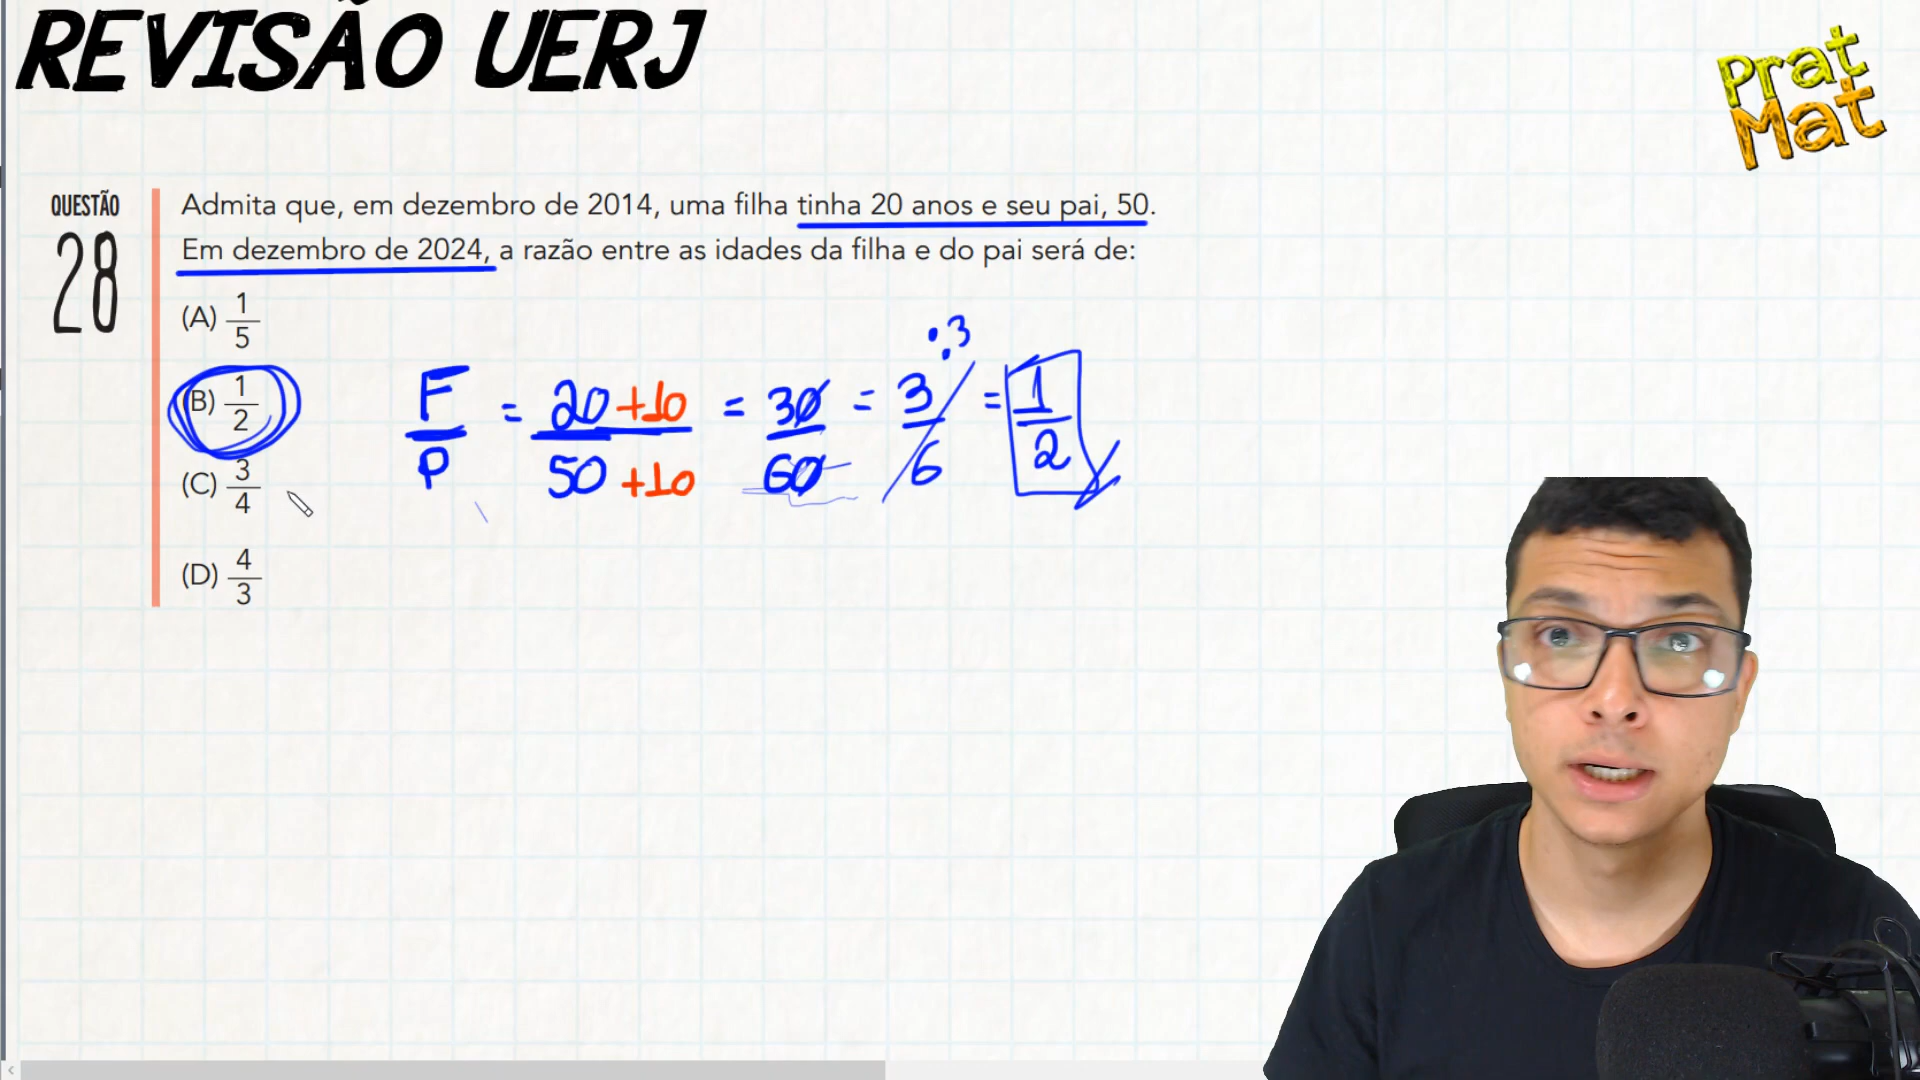 REVISÃO UERJ
Prat
Mat
QUESTÃO
28
Admita que, em dezembro de 2014, uma filha tinha 20 anos e seu pai, 50.
Em dezembro de 2024, a razão entre as idades da filha e do pai será de:
(A) 1/5
(B) 1/2
(C) 3/4
(D) 4/3
:3
F/P = 20+10/50+10 = 30/60 = 3/6 = 1/2